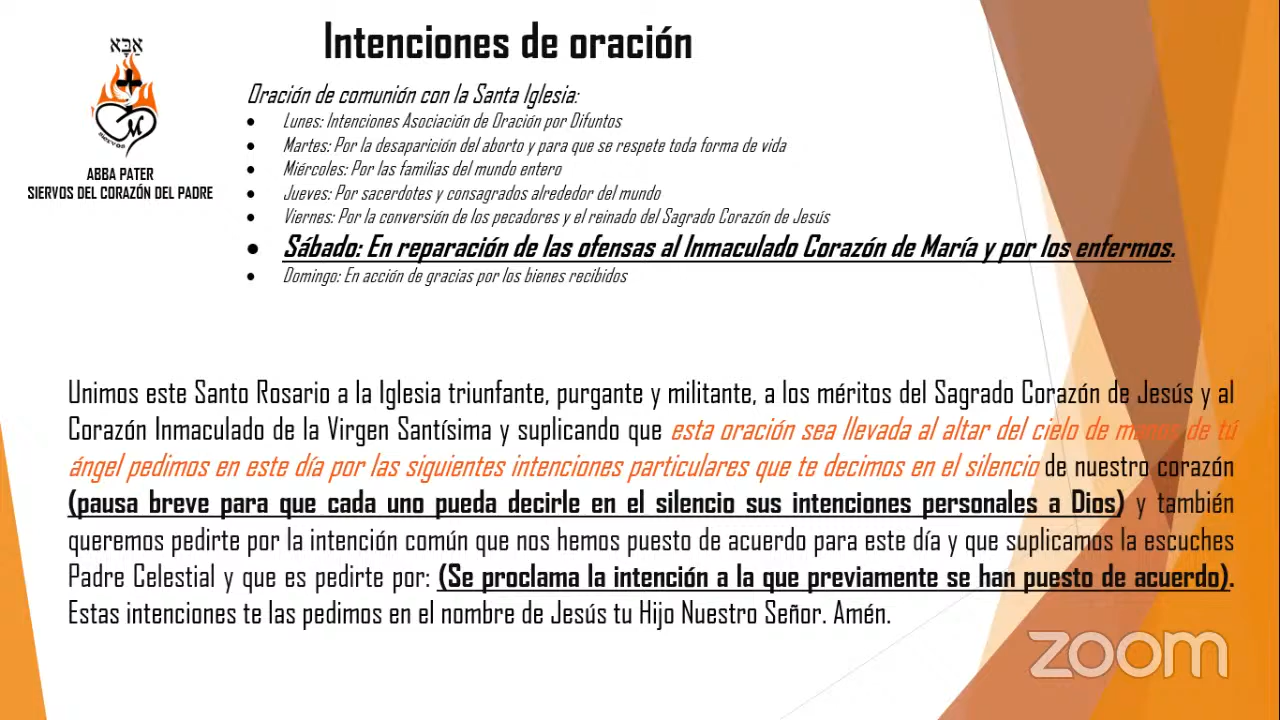 Intenciones de oración
אַבָּא
SIERVOS
ABBA PATER
SIERVOS DEL CORAZÓN DEL PADRE
Oración de comunión con la Santa Iglesia:
• Lunes: Intenciones Asociación de Oración por Difuntos
• Martes: Por la desaparición del aborto y para que se respete toda forma de vida
• Miércoles: Por las familias del mundo entero
• Jueves: Por sacerdotes y consagrados alrededor del mundo
• Viernes: Por la conversión de los pecadores y el reinado del Sagrado Corazón de Jesús
• Sábado: En reparación de las ofensas al Inmaculado Corazón de María y por los enfermos.
• Domingo: En acción de gracias por los bienes recibidos
Unimos este Santo Rosario a la Iglesia triunfante, purgante y militante, a los méritos del Sagrado Corazón de Jesús y al
Corazón Inmaculado de la Virgen Santísima y suplicando que esta oración sea llevada al altar del cielo de manos de tú
ángel pedimos en este día por las siguientes intenciones particulares que te decimos en el silencio de nuestro corazón
(pausa breve para que cada uno pueda decirle en el silencio sus intenciones personales a Dios) y también
queremos pedirte por la intención común que nos hemos puesto de acuerdo para este día y que suplicamos la escuches
Padre Celestial y que es pedirte por: (Se proclama la intención a la que previamente se han puesto de acuerdo).
Estas intenciones te las pedimos en el nombre de Jesús tu Hijo Nuestro Señor. Amén.
zoom